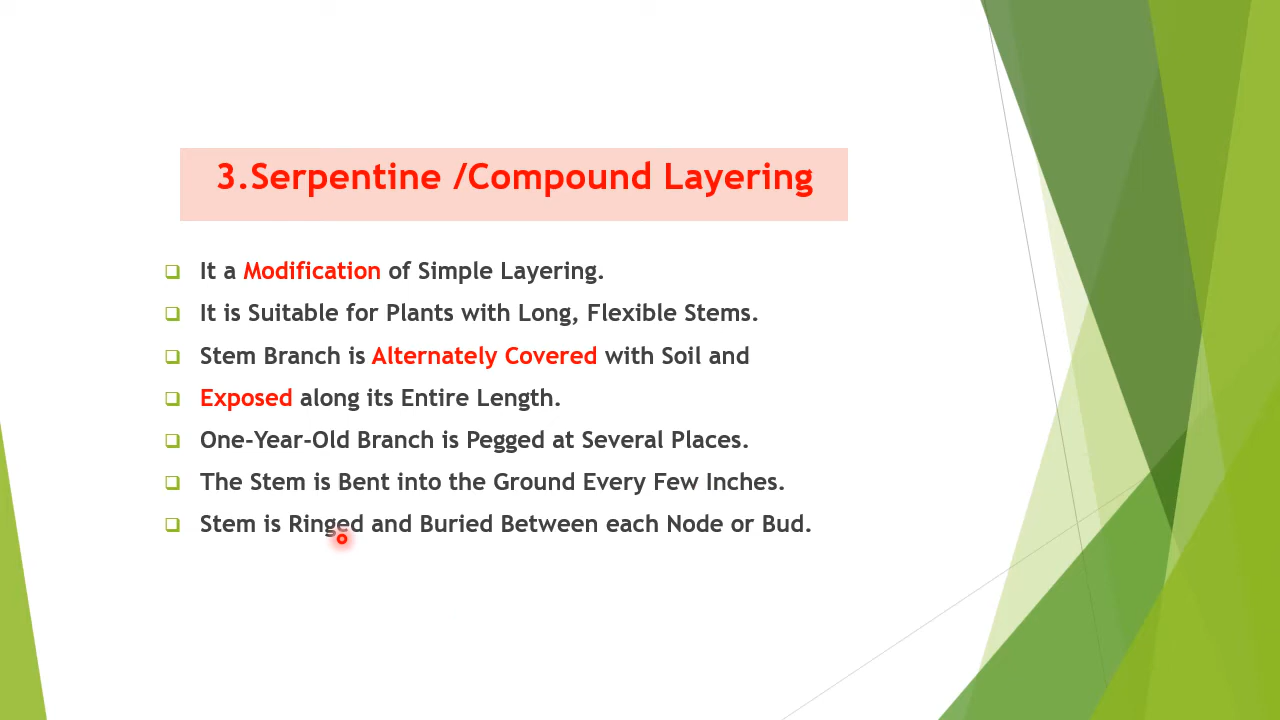 3.Serpentine /Compound Layering
It a Modification of Simple Layering.
It is Suitable for Plants with Long, Flexible Stems.
Stem Branch is Alternately Covered with Soil and
Exposed along its Entire Length.
One-Year-Old Branch is Pegged at Several Places.
The Stem is Bent into the Ground Every Few Inches.
Stem is Ringed and Buried Between each Node or Bud.